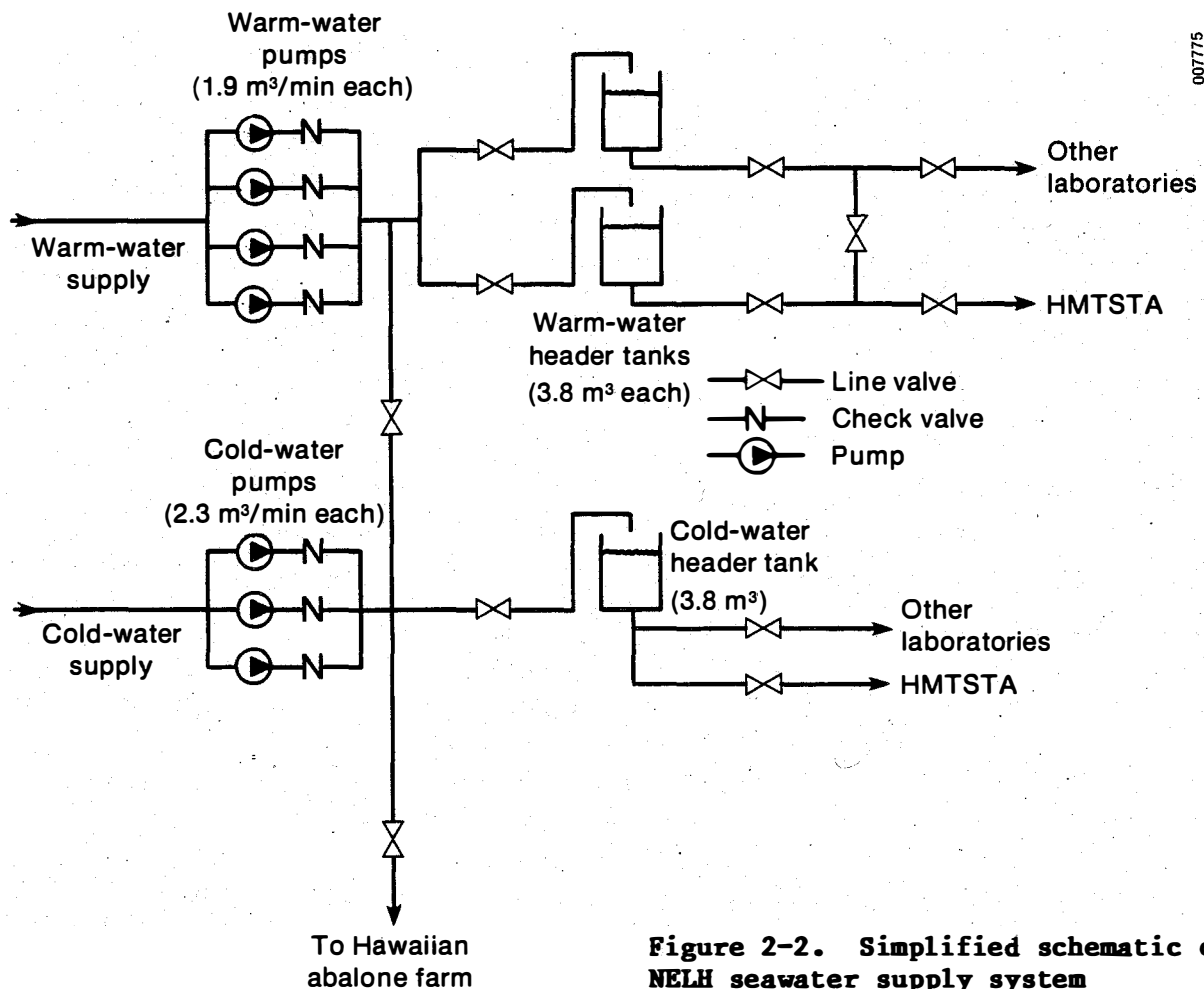 007775
Warm-water
pumps
(1.9 m³/min each)
Other
laboratories
Warm-water
supply
HMTSTA
Warm-water
header tanks
(3.8 m³ each)
Line valve
Check valve
Pump
Cold-water
pumps
(2.3 m³/min each)
Cold-water
header tank
(3.8 m³)
Other
laboratories
Cold-water
supply
HMTSTA
To Hawaiian
abalone farm
Figure 2-2. Simplified schematic
NELH seawater supply system